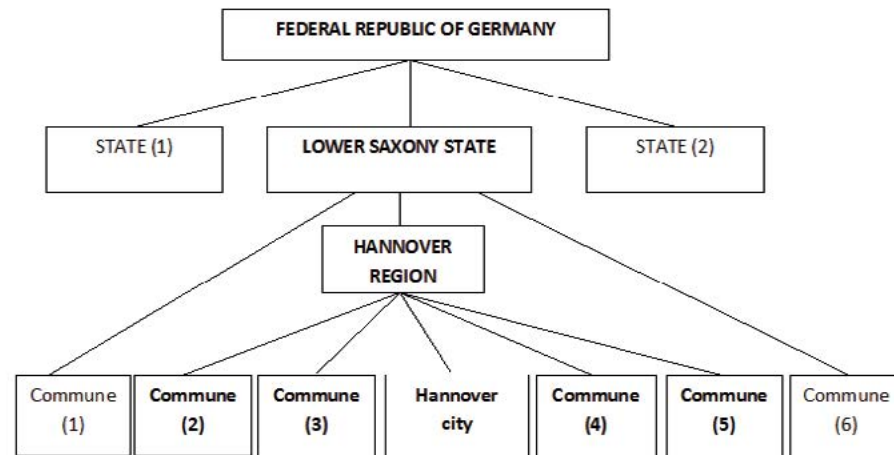 FEDERAL REPUBLIC OF GERMANY
STATE (1)
LOWER SAXONY STATE
STATE (2)
HANNOVER
REGION
Commune
(1)
Commune
(2)
Commune
(3)
Hannover
city
Commune
(4)
Commune
(5)
Commune
(6)